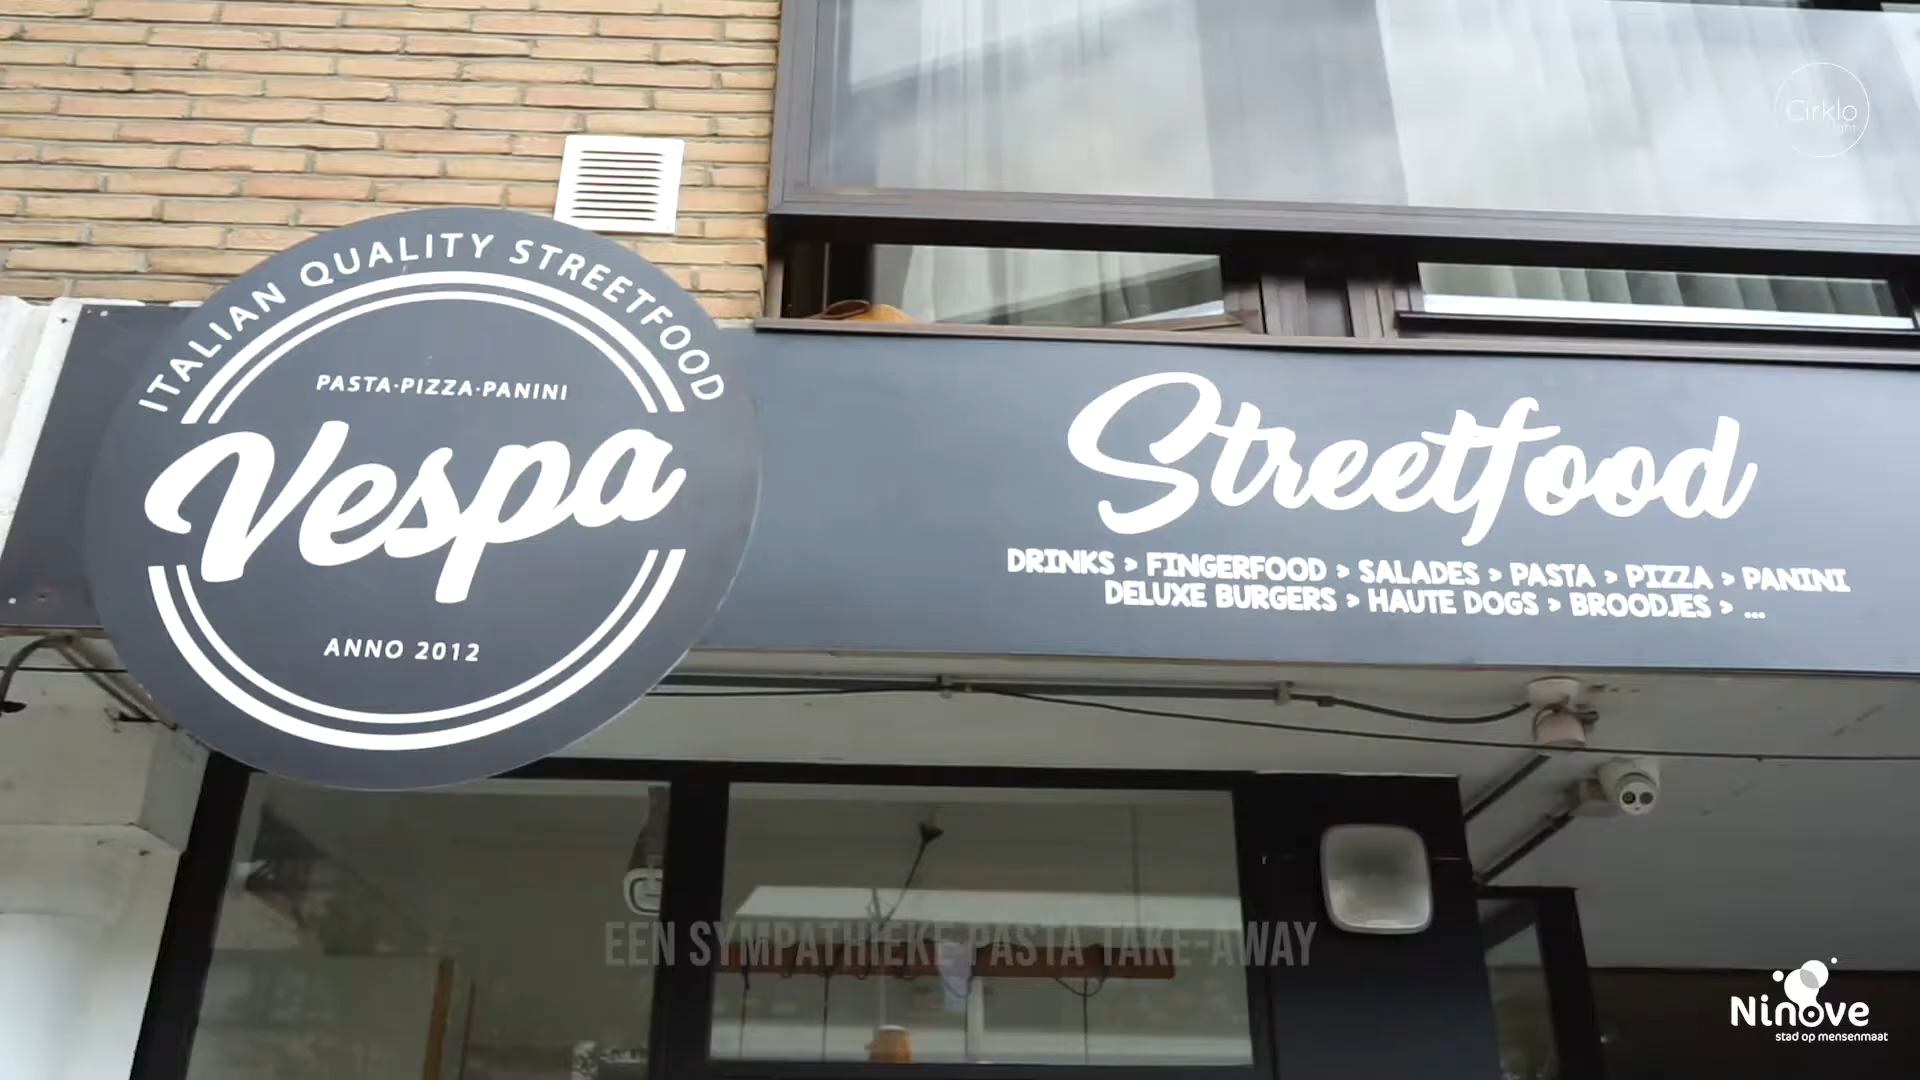 Cirklo
ITALIAN QUALITY STREETFOOD
PASTA·PIZZA·PANINI
Vespa
ANNO 2012
Streetfood
DRINKS > FINGERFOOD > SALADES > PASTA > PIZZA > PANINI
DELUXE BURGERS > HAUTE DOGS > BROODJES > ...
EEN SYMPATHIEKE PASTA TAKE-AWAY
Ninove
stad op mensenmaat